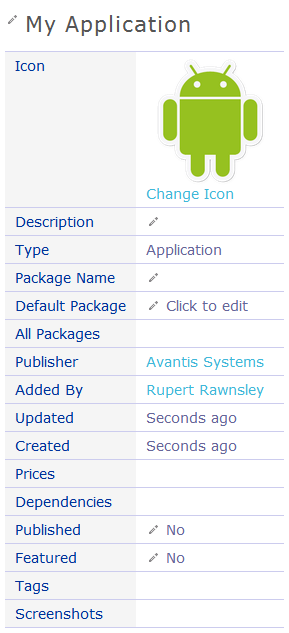 My Application
Icon
Change Icon
Description
Type Application
Package Name
Default Package Click to edit
All Packages
Publisher Avantis Systems
Added By Rupert Rawnsley
Updated Seconds ago
Created Seconds ago
Prices
Dependencies
Published No
Featured No
Tags
Screenshots